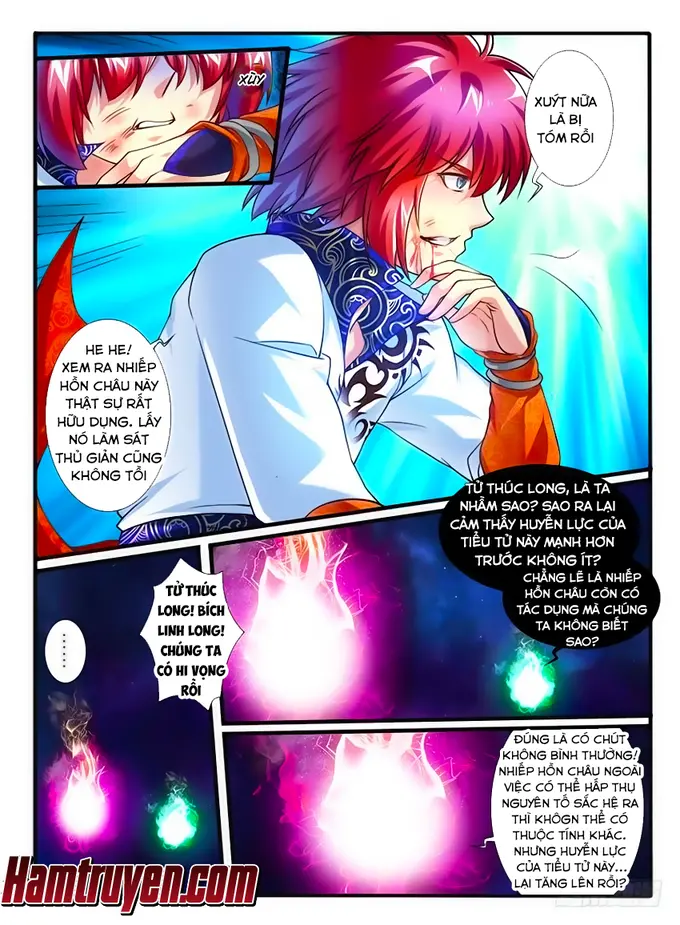 XÙY
XUÝT NỮA
LÀ BỊ
TÓM RỒI
HE HE!
XEM RA NHIẾP
HỒN CHÂU NÀY
THẬT SỰ RẤT
HỮU DỤNG. LẤY
NÓ LÀM SÁT
THỦ GIẢN CŨNG
KHÔNG TỒI
TỬ THÚC LONG, LÀ TA
NHẦM SAO? SAO RA LẠI
CẢM THẤY HUYỄN LỰC CỦA
TIỂU TỬ NÀY MẠNH HƠN
TRƯỚC KHÔNG ÍT?
CHẲNG LẼ LÀ NHIẾP
HỒN CHÂU CÒN CÓ
TÁC DỤNG MÀ CHÚNG
TA KHÔNG BIẾT
SAO?
TỬ THÚC
LONG! BÍCH
LINH LONG!
CHÚNG TA
CÓ HI VỌNG
RỒI
......
ĐÚNG LÀ CÓ CHÚT
KHÔNG BÌNH THƯỜNG!
NHIẾP HỒN CHÂU NGOÀI
VIỆC CÓ THỂ HẤP THỤ
NGUYÊN TỐ SẮC HỆ RA
THÌ KHÔGN THỂ CÓ
THUỘC TÍNH KHÁC.
NHƯNG HUYỄN LỰC
CỦA TIỂU TỬ NÀY...
LẠI TĂNG LÊN RỒI?
Hamtruyen.com